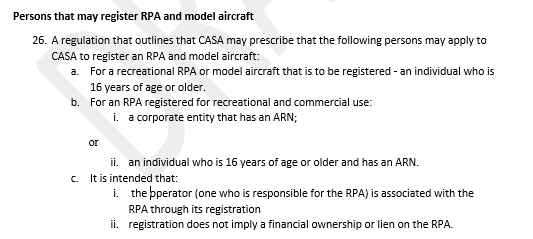 Persons that may register RPA and model aircraft
26. A regulation that outlines that CASA may prescribe that the following persons may apply to
CASA to register an RPA and model aircraft:
a. For a recreational RPA or model aircraft that is to be registered - an individual who is
16 years of age or older.
b. For an RPA registered for recreational and commercial use:
i. a corporate entity that has an ARN;
or
ii. an individual who is 16 years of age or older and has an ARN.
c. It is intended that:
i. the operator (one who is responsible for the RPA) is associated with the
RPA through its registration
ii. registration does not imply a financial ownership or lien on the RPA.